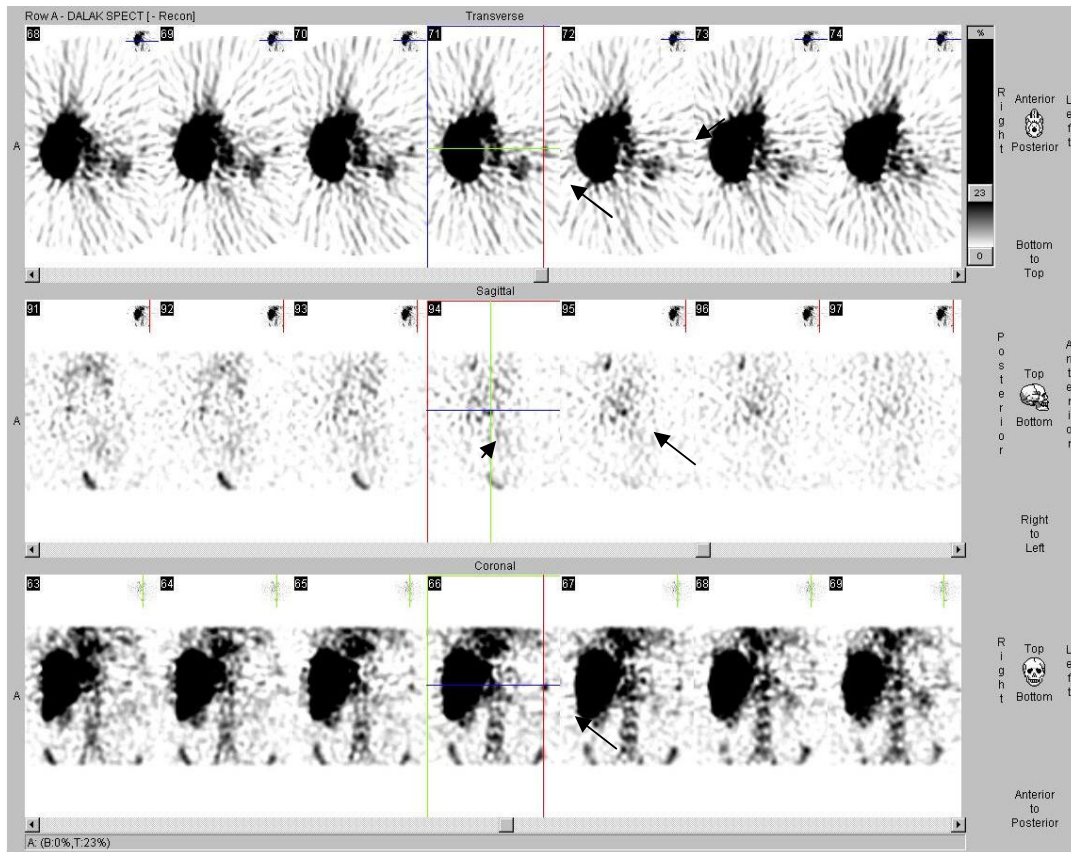 Row A - DALAK SPECT [ - Recon]
Transverse
68 69 70 71 72 73 74
A
%
23
0
Right
Anterior
Posterior
Left
Bottom
to
Top
Sagittal
91 92 93 94 95 96 97
A
Posterior
Top
Bottom
Anterior
Right
to
Left
Coronal
63 64 65 66 67 68 69
A
Right
Top
Bottom
Left
Anterior
to
Posterior
A: (B:0%,T:23%)